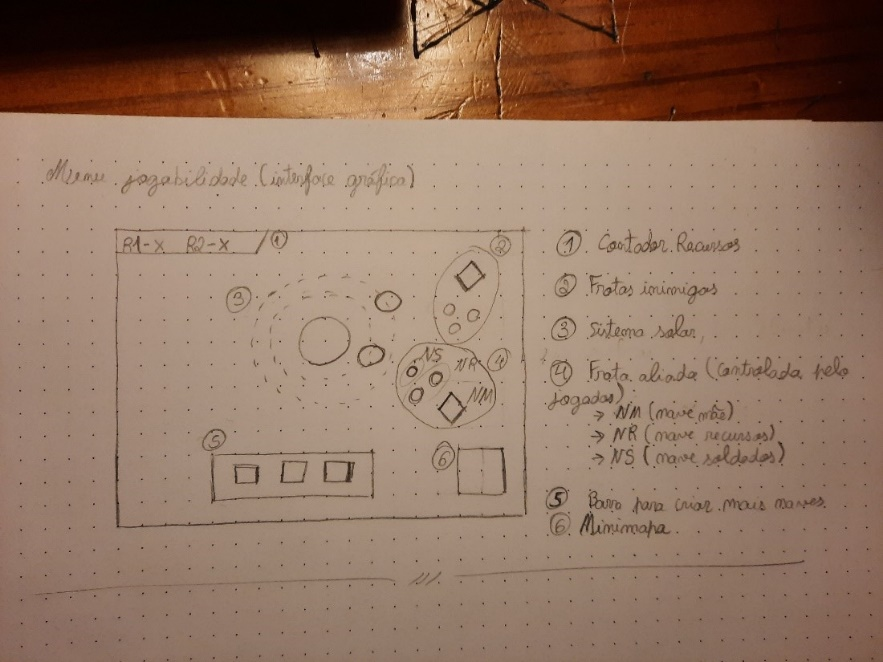 Menu jogabilidade (interface gráfica)
R1-X R2-X / 1
2
3
NS NR 4
NM
5
6
1 Contador Recursos
2 Frotas inimigas
3 Sistema solar
4 Frota aliada (controlada pelo
jogador)
→ NM (nave mãe)
→ NR (nave recursos)
→ NS (nave soldados)
5 Barra para criar mais naves
6 Minimapa